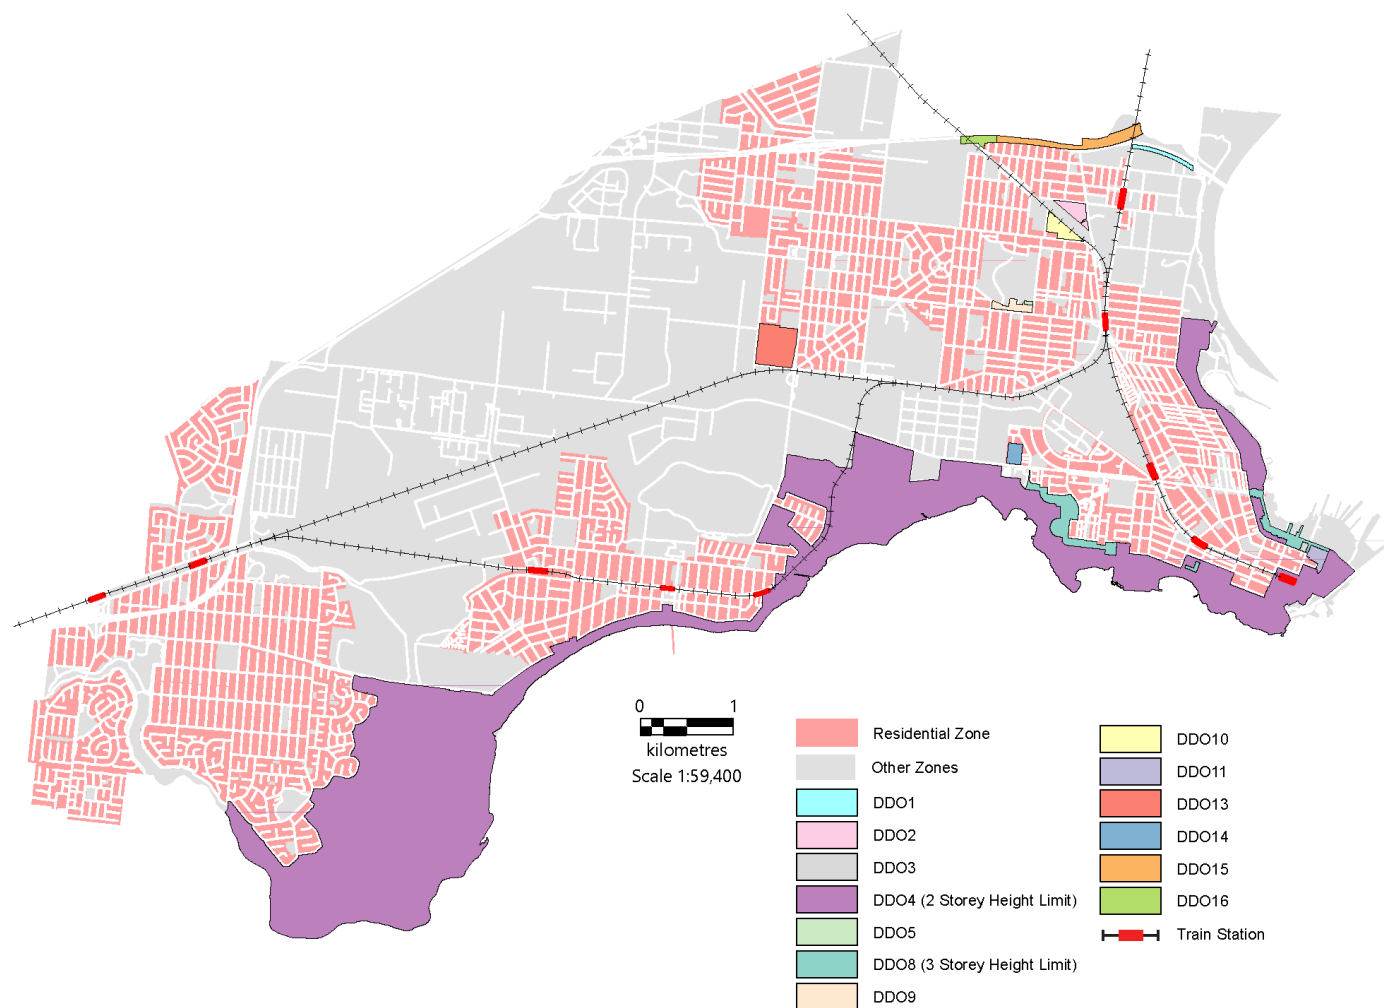 0 1
kilometres
Scale 1:59,400
Residential Zone
Other Zones
DDO1
DDO2
DDO3
DDO4 (2 Storey Height Limit)
DDO5
DDO8 (3 Storey Height Limit)
DDO9
DDO10
DDO11
DDO13
DDO14
DDO15
DDO16
Train Station